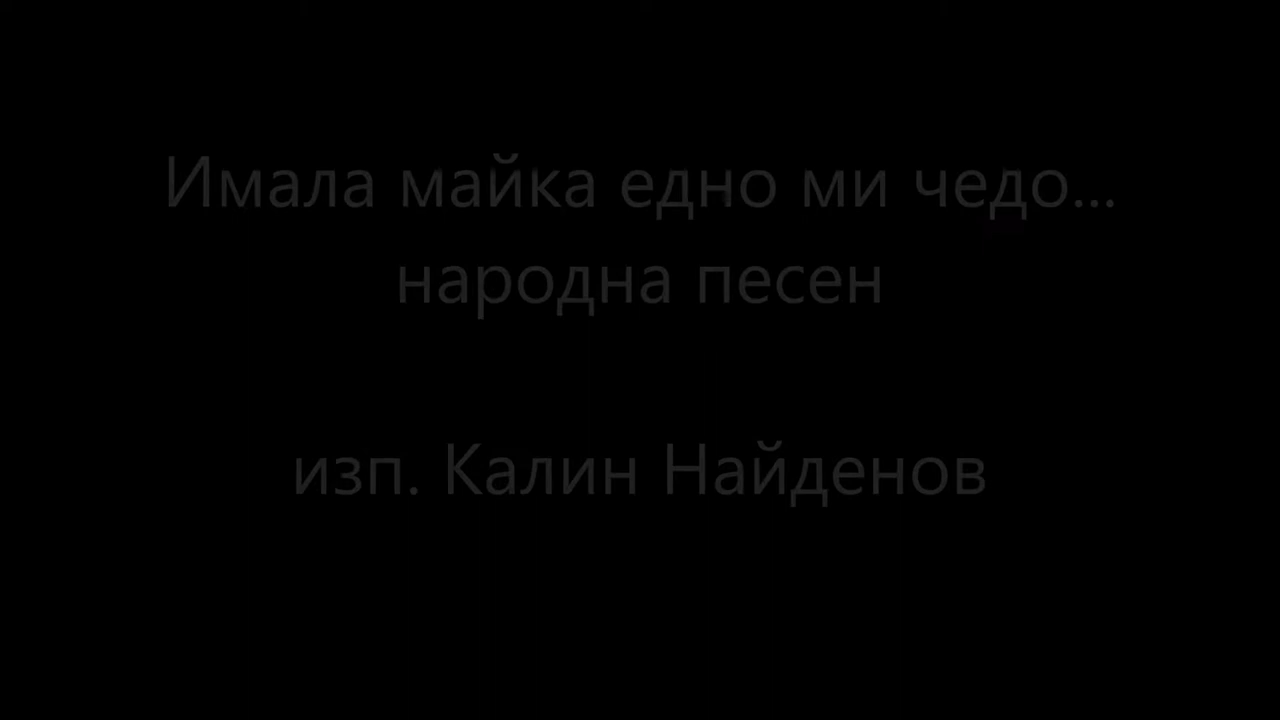 Имала майка едно ми чедо...
народна песен
изп. Калин Найденов